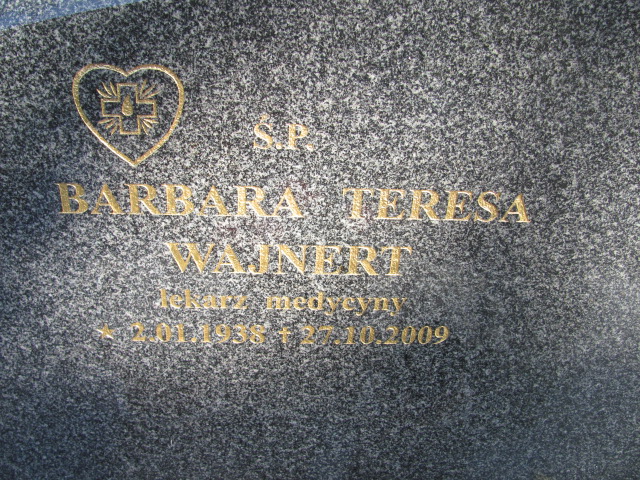 Ś.P.
BARBARA TERESA
WAJNERT
lekarz medycyny
★ 2.01.1938 † 27.10.2009